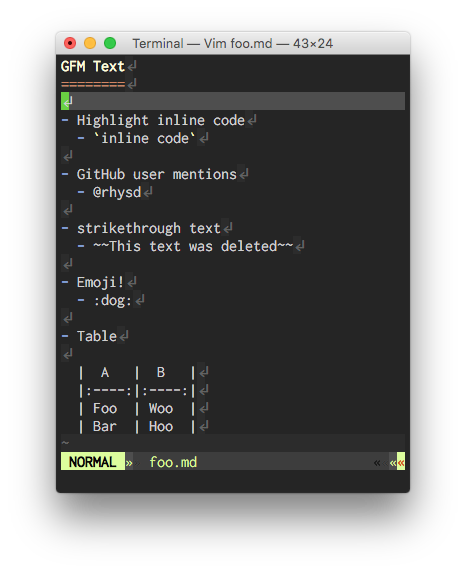 Terminal — Vim foo.md — 43×24
GFM Text↲
========↲
↲
- Highlight inline code↲
  - `inline code`↲
↲
- GitHub user mentions↲
  - @rhysd↲
↲
- strikethrough text↲
  - ~~This text was deleted~~↲
↲
- Emoji!↲
  - :dog:↲
↲
- Table↲
↲
  |  A   |  B   |↲
  |:----:|:----:|↲
  | Foo  | Woo  |↲
  | Bar  | Hoo  |↲
~
NORMAL »  foo.md « ««